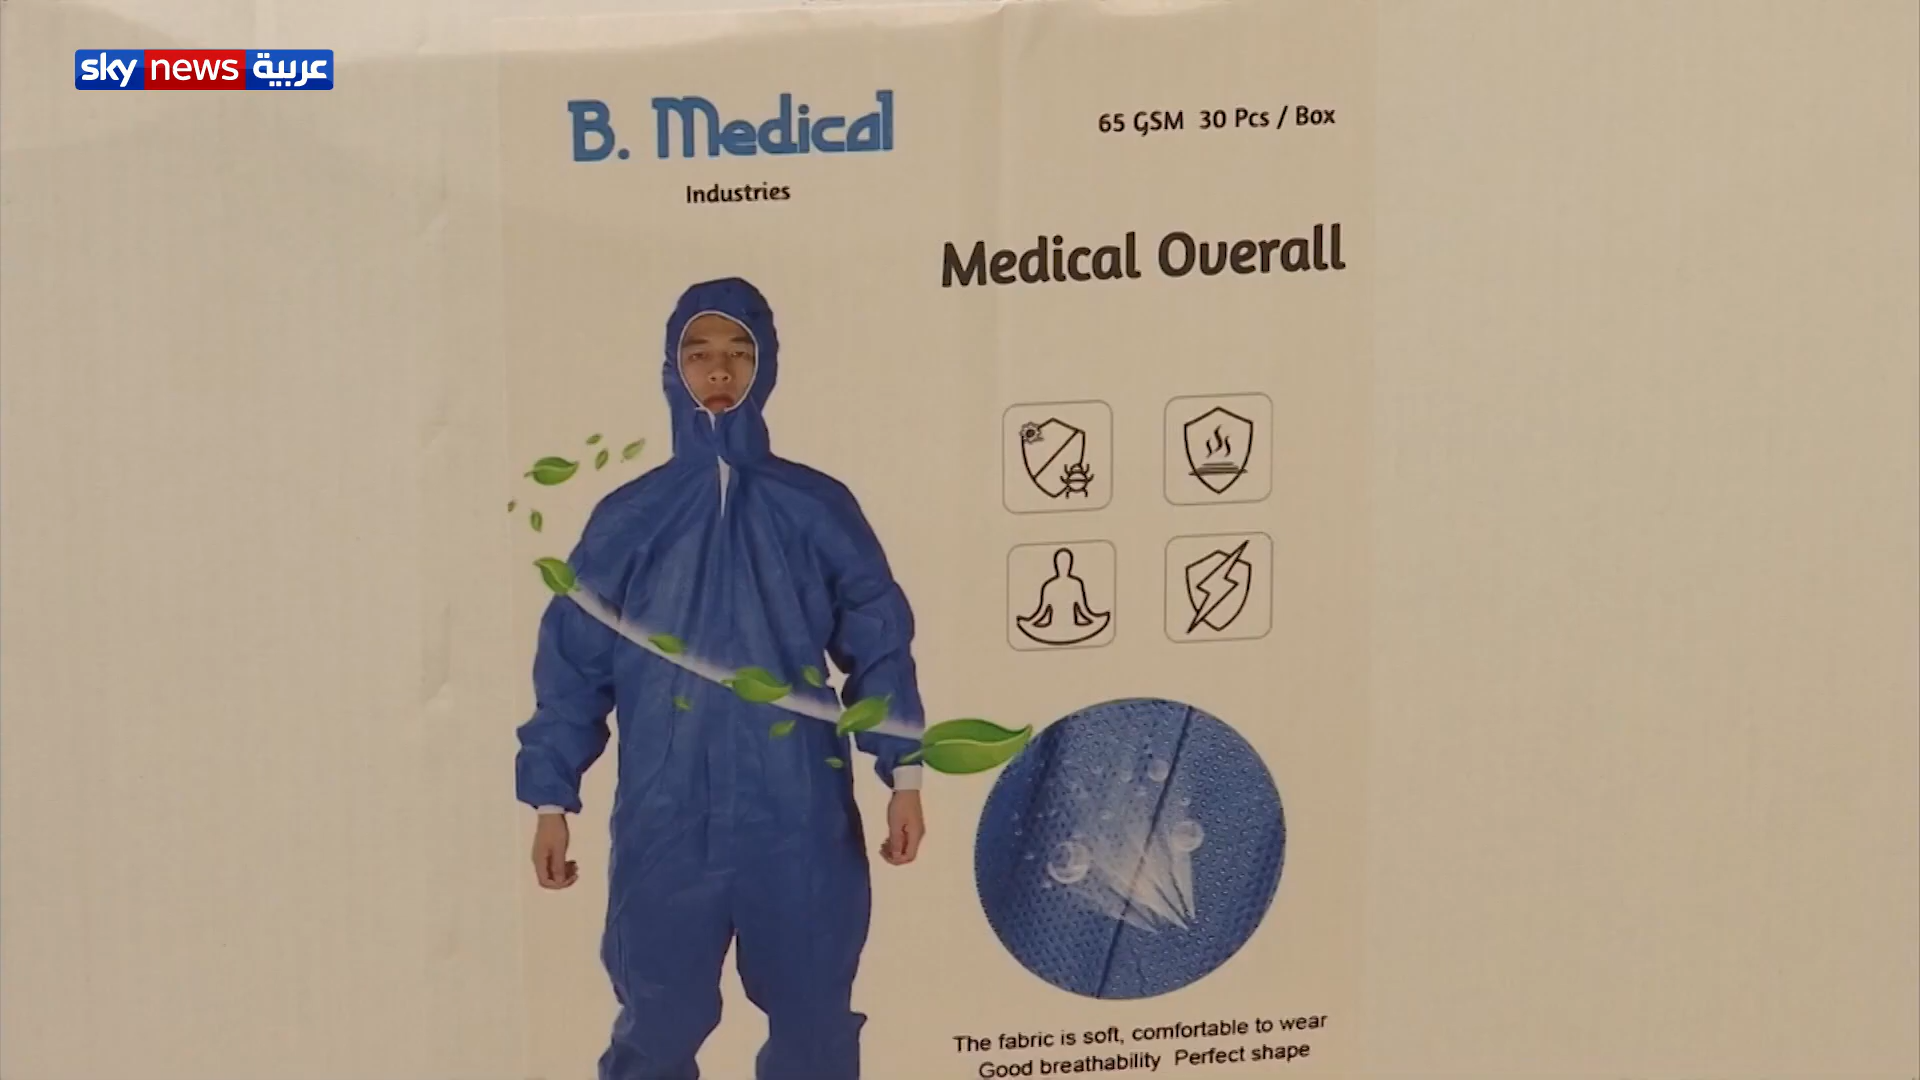 sky news عربية
B. Medical
Industries
65 GSM 30 Pcs / Box
Medical Overall
The fabric is soft, comfortable to wear
Good breathability Perfect shape